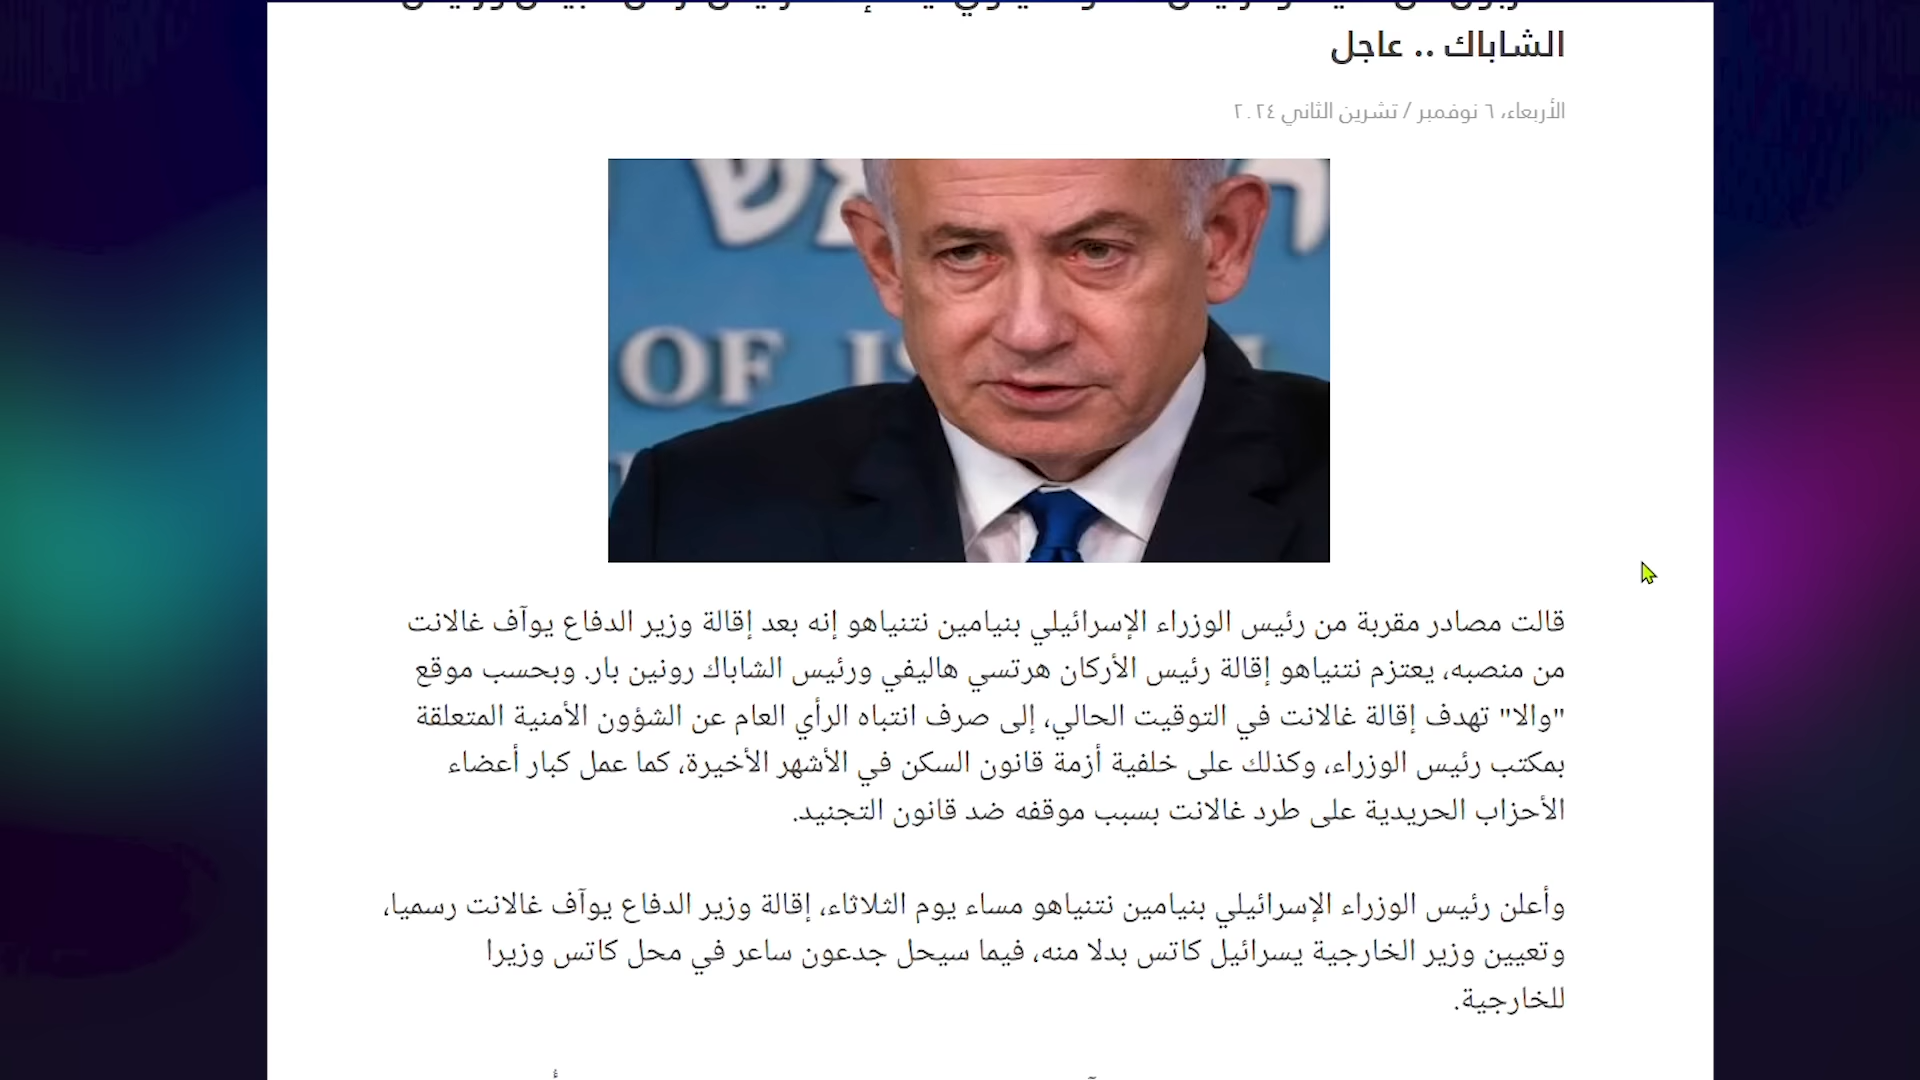 الشاباك .. عاجل
الأربعاء، ٦ نوفمبر / تشرين الثاني ٢٠٢٤
OF
قالت مصادر مقربة من رئيس الوزراء الإسرائيلي بنيامين نتنياهو إنه بعد إقالة وزير الدفاع يوآف غالانت
من منصبه، يعتزم نتنياهو إقالة رئيس الأركان هرتسي هاليفي ورئيس الشاباك رونين بار. وبحسب موقع
"والا" تهدف إقالة غالانت في التوقيت الحالي، إلى صرف انتباه الرأي العام عن الشؤون الأمنية المتعلقة
بمكتب رئيس الوزراء، وكذلك على خلفية أزمة قانون السكن في الأشهر الأخيرة، كما عمل كبار أعضاء
الأحزاب الحريدية على طرد غالانت بسبب موقفه ضد قانون التجنيد.
وأعلن رئيس الوزراء الإسرائيلي بنيامين نتنياهو مساء يوم الثلاثاء، إقالة وزير الدفاع يوآف غالانت رسميا،
وتعيين وزير الخارجية يسرائيل كاتس بدلا منه، فيما سيحل جدعون ساعر في محل كاتس وزيرا
للخارجية.